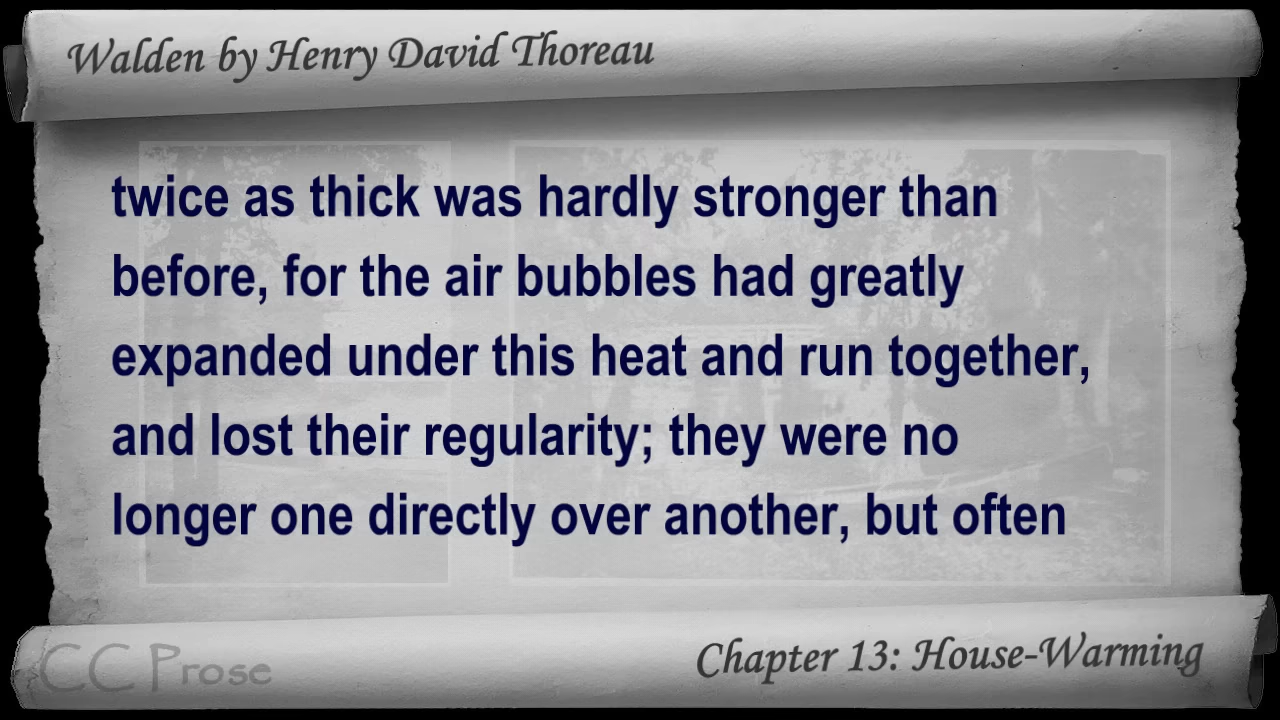 Walden by Henry David Thoreau
twice as thick was hardly stronger than
before, for the air bubbles had greatly
expanded under this heat and run together,
and lost their regularity; they were no
longer one directly over another, but often
CC Prose
Chapter 13: House-Warming